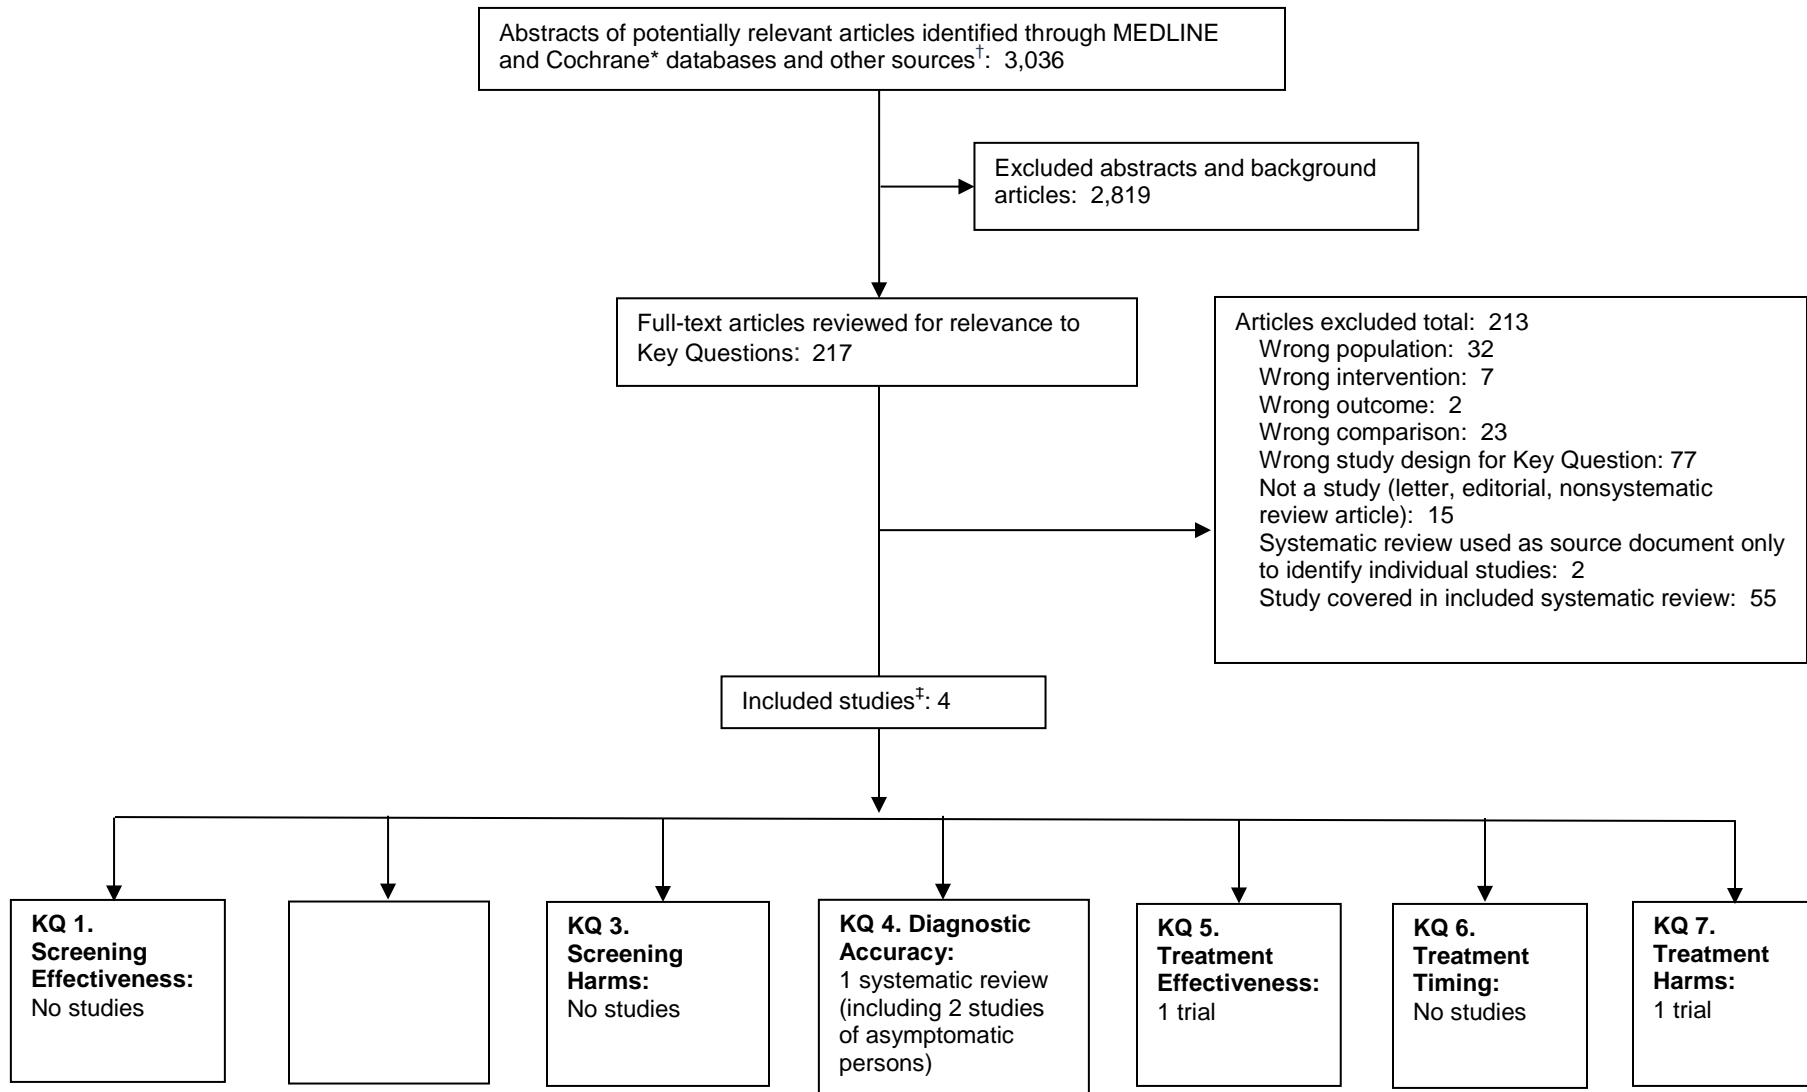 Abstracts of potentially relevant articles identified through MEDLINE
and Cochrane* databases and other sources†: 3,036
Excluded abstracts and background
articles: 2,819
Full-text articles reviewed for relevance to
Key Questions: 217
Articles excluded total: 213
Wrong population: 32
Wrong intervention: 7
Wrong outcome: 2
Wrong comparison: 23
Wrong study design for Key Question: 77
Not a study (letter, editorial, nonsystematic
review article): 15
Systematic review used as source document only
to identify individual studies: 2
Study covered in included systematic review: 55
Included studies‡: 4
KQ 1.
Screening
Effectiveness:
No studies
KQ 3.
Screening
Harms:
No studies
KQ 4. Diagnostic
Accuracy:
1 systematic review
(including 2 studies
of asymptomatic
persons)
KQ 5.
Treatment
Effectiveness:
1 trial
KQ 6.
Treatment
Timing:
No studies
KQ 7.
Treatment
Harms:
1 trial